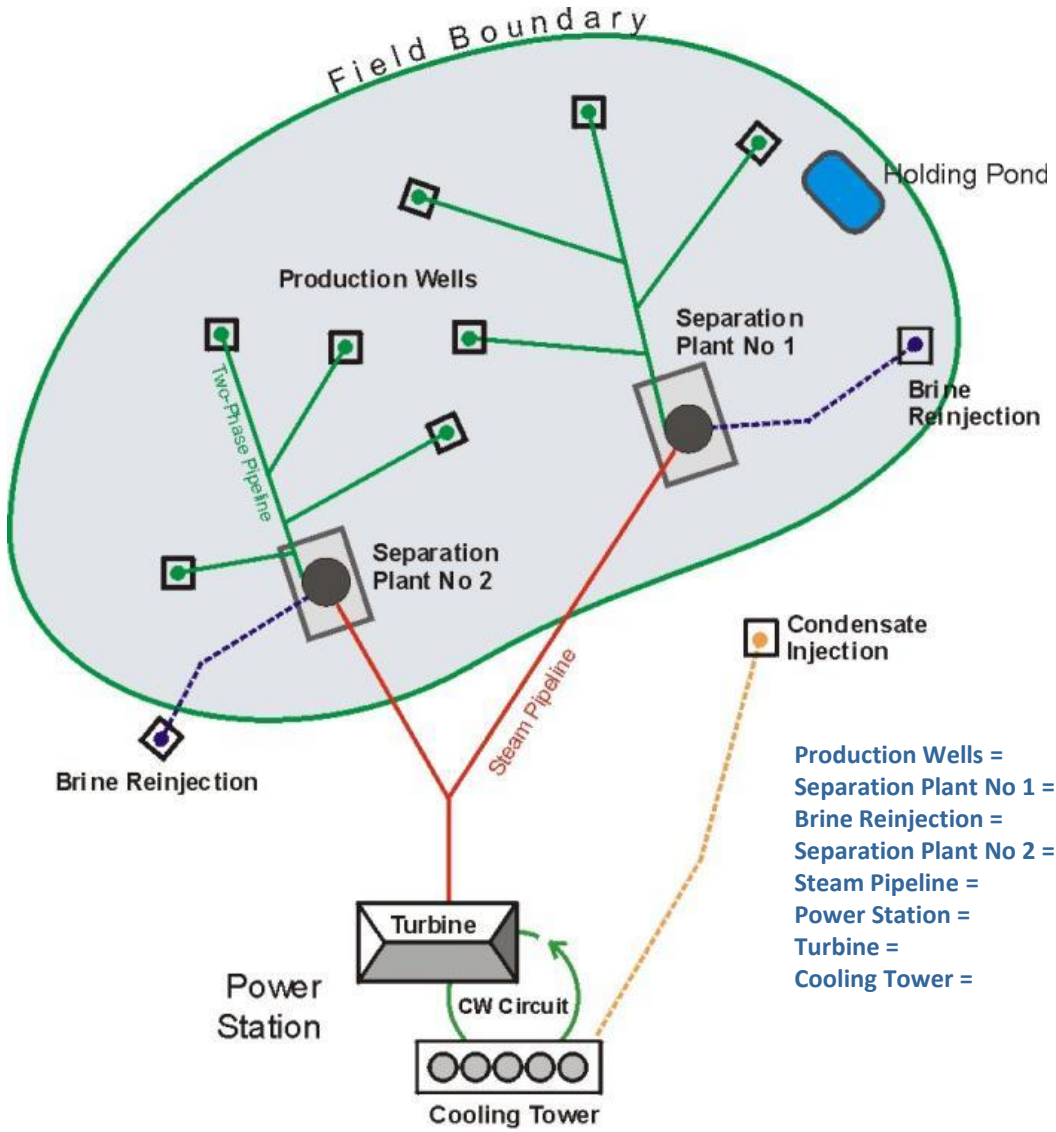 Field Boundary
Holding Pond
Production Wells
Separation
Plant No 1
Two-Phase Pipeline
Brine
Reinjection
Separation
Plant No 2
Condensate
Injection
Steam Pipeline
Brine Reinjection
Production Wells =
Separation Plant No 1 =
Brine Reinjection =
Separation Plant No 2 =
Steam Pipeline =
Power Station =
Turbine =
Cooling Tower =
Turbine
Power
Station
CW Circuit
Cooling Tower